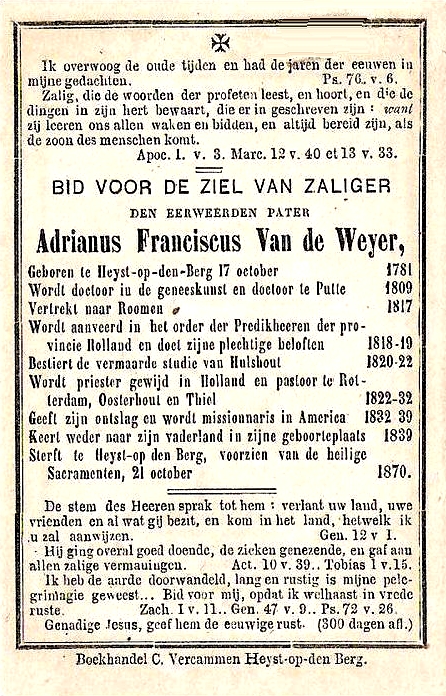 Ik overwoog de oude tijden en had de jaren der eeuwen in
mijne gedachten. Ps. 76. v. 6.
Zalig, die de woorden der profeten leest, en hoort, en die de
dingen in zijn hert bewaart, die er in geschreven zijn : want
zij leeren ons allen waken en bidden, en altijd bereid zijn, als
de zoon des menschen komt.
Apoc. 1. v. 3. Marc. 12 v. 40 et 13 v. 33.
BID VOOR DE ZIEL VAN ZALIGER
DEN EERWEERDEN PATER
Adrianus Franciscus Van de Weyer,
Geboren te Heyst-op-den-Berg 17 october 1781
Wordt doctoor in de geneeskunst en doctoor te Putte 1809
Vertrekt naar Roomen 1817
Wordt aanveerd in het order der Predikheeren der pro-
vincie Holland en doet zijne plechtige beloften 1818-19
Bestiert de vermaarde studie van Hulshout 1820-22
Wordt priester gewijd in Holland en pastoor te Rot-
terdam, Oosterhout en Thiel 1822-32
Geeft zijn ontslag en wordt missionnaris in America 1832 39
Keert weder naar zijn vaderland in zijne geboorteplaats 1839
Sterft te Heyst-op den Berg, voorzien van de heilige
Sacramenten, 21 october 1870.
De stem des Heeren sprak tot hem : verlaat uw land, uwe
vrienden en al wat gij bezit, en kom in het land, hetwelk ik
u zal aanwijzen. Gen. 12 v 1.
Hij ging overal goed doende, de zieken genezende, en gaf aan
allen zalige vermaningen. Act. 10 v. 39.. Tobias 1 v. 15.
Ik heb de aarde doorwandeld, lang en rustig is mijne pele-
grimagie geweest... Bid voor mij, opdat ik welhaast in vrede
ruste. Zach. I v. 11.. Gen. 47 v. 9.. Ps. 72 v. 26.
Genadige Jesus, geef hem de eeuwige rust. (300 dagen afl.)
Boekhandel C. Vercammen Heyst-op-den Berg.